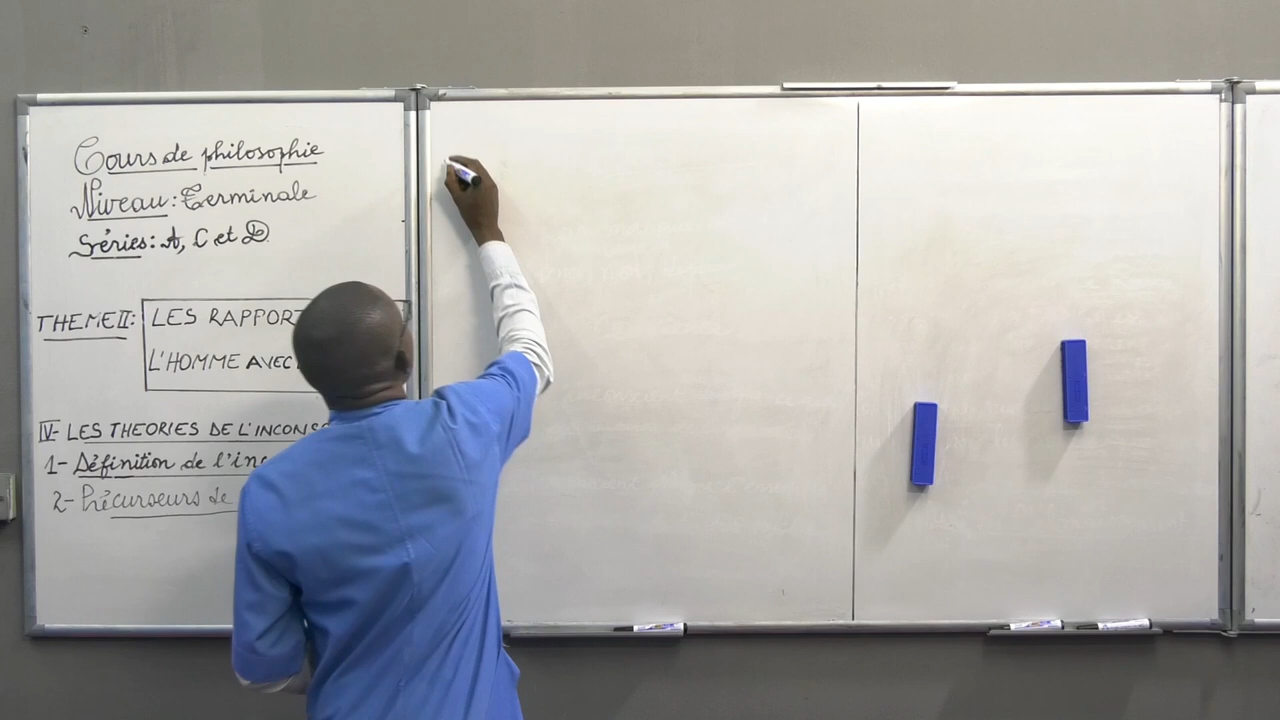 Cours de philosophie
Niveau: Terminale
Séries: A, C et D
THEME II: LES RAPPORT
L'HOMME AVEC
IV- LES THEORIES DE L'INCONSC
1- Définition de l'inc
2- Précurseurs de